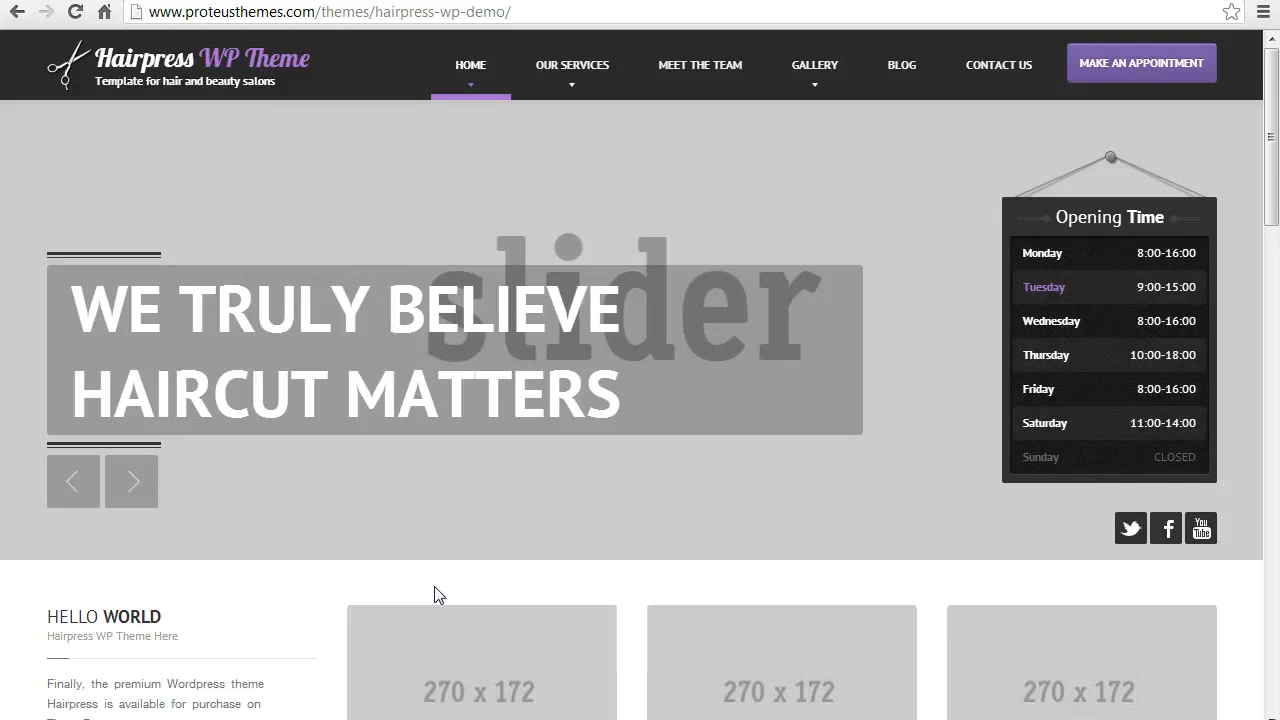 www.proteusthemes.com/themes/hairpress-wp-demo/
Hairpress WP Theme
Template for hair and beauty salons
HOME OUR SERVICES MEET THE TEAM GALLERY BLOG CONTACT US MAKE AN APPOINTMENT
slider
WE TRULY BELIEVE
HAIRCUT MATTERS
Opening Time
Monday 8:00-16:00
Tuesday 9:00-15:00
Wednesday 8:00-16:00
Thursday 10:00-18:00
Friday 8:00-16:00
Saturday 11:00-14:00
Sunday CLOSED
You Tube
HELLO WORLD
Hairpress WP Theme Here
Finally, the premium Wordpress theme
Hairpress is available for purchase on
270 x 172 270 x 172 270 x 172